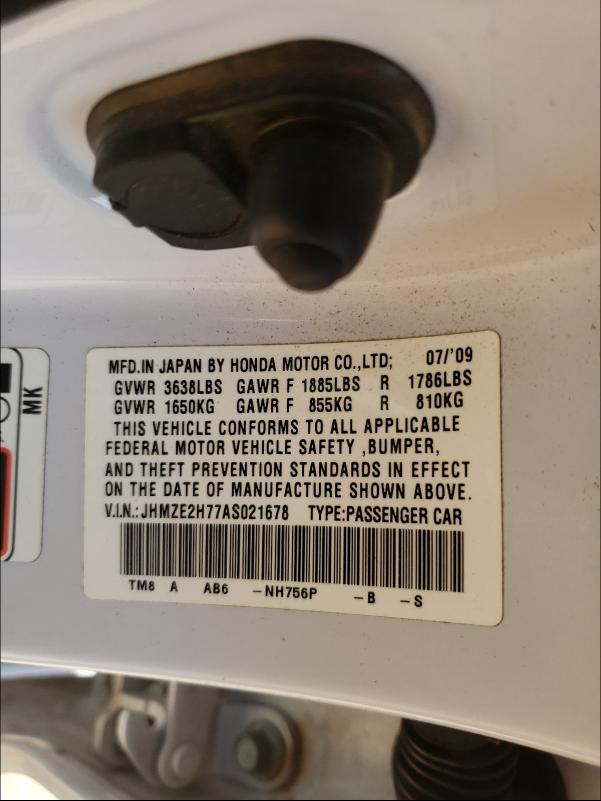 MFD.IN JAPAN BY HONDA MOTOR CO.,LTD; 07/'09
GVWR 3638LBS GAWR F 1885LBS R 1786LBS
GVWR 1650KG GAWR F 855KG R 810KG
THIS VEHICLE CONFORMS TO ALL APPLICABLE
FEDERAL MOTOR VEHICLE SAFETY ,BUMPER,
AND THEFT PREVENTION STANDARDS IN EFFECT
ON THE DATE OF MANUFACTURE SHOWN ABOVE.
V.I.N.:JHMZE2H77AS021678 TYPE:PASSENGER CAR
TM8 A AB6 -NH756P -B -S
MK